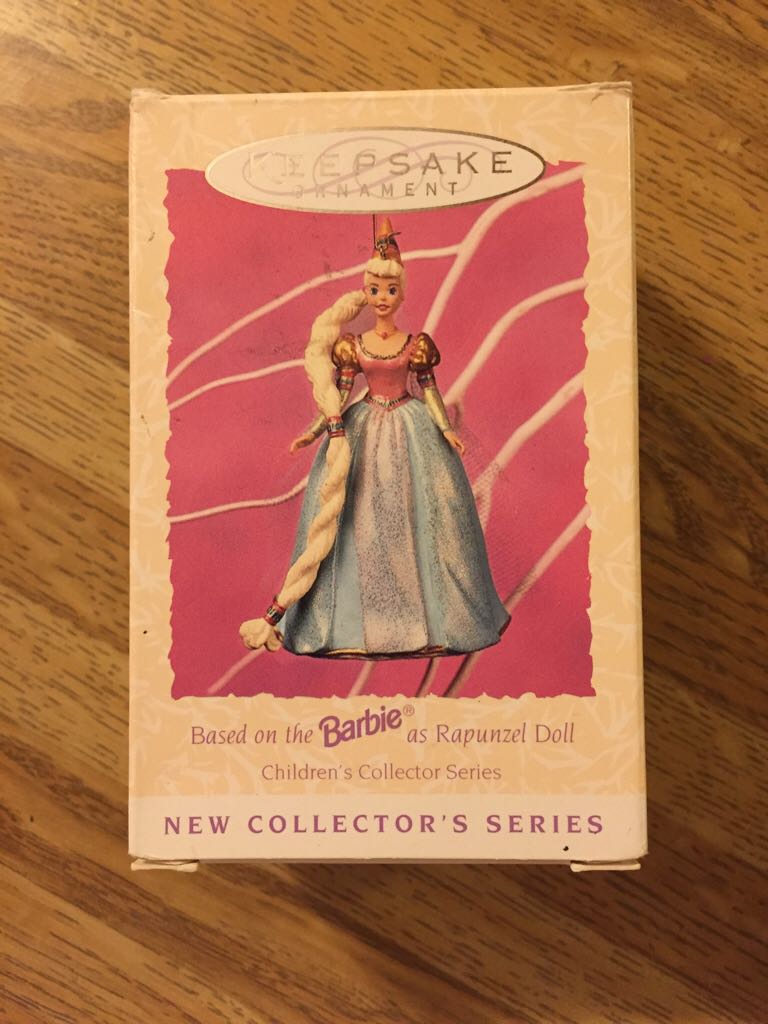 KEEPSAKE
ORNAMENT
Based on the Barbie® as Rapunzel Doll
Children's Collector Series
NEW COLLECTOR'S SERIES